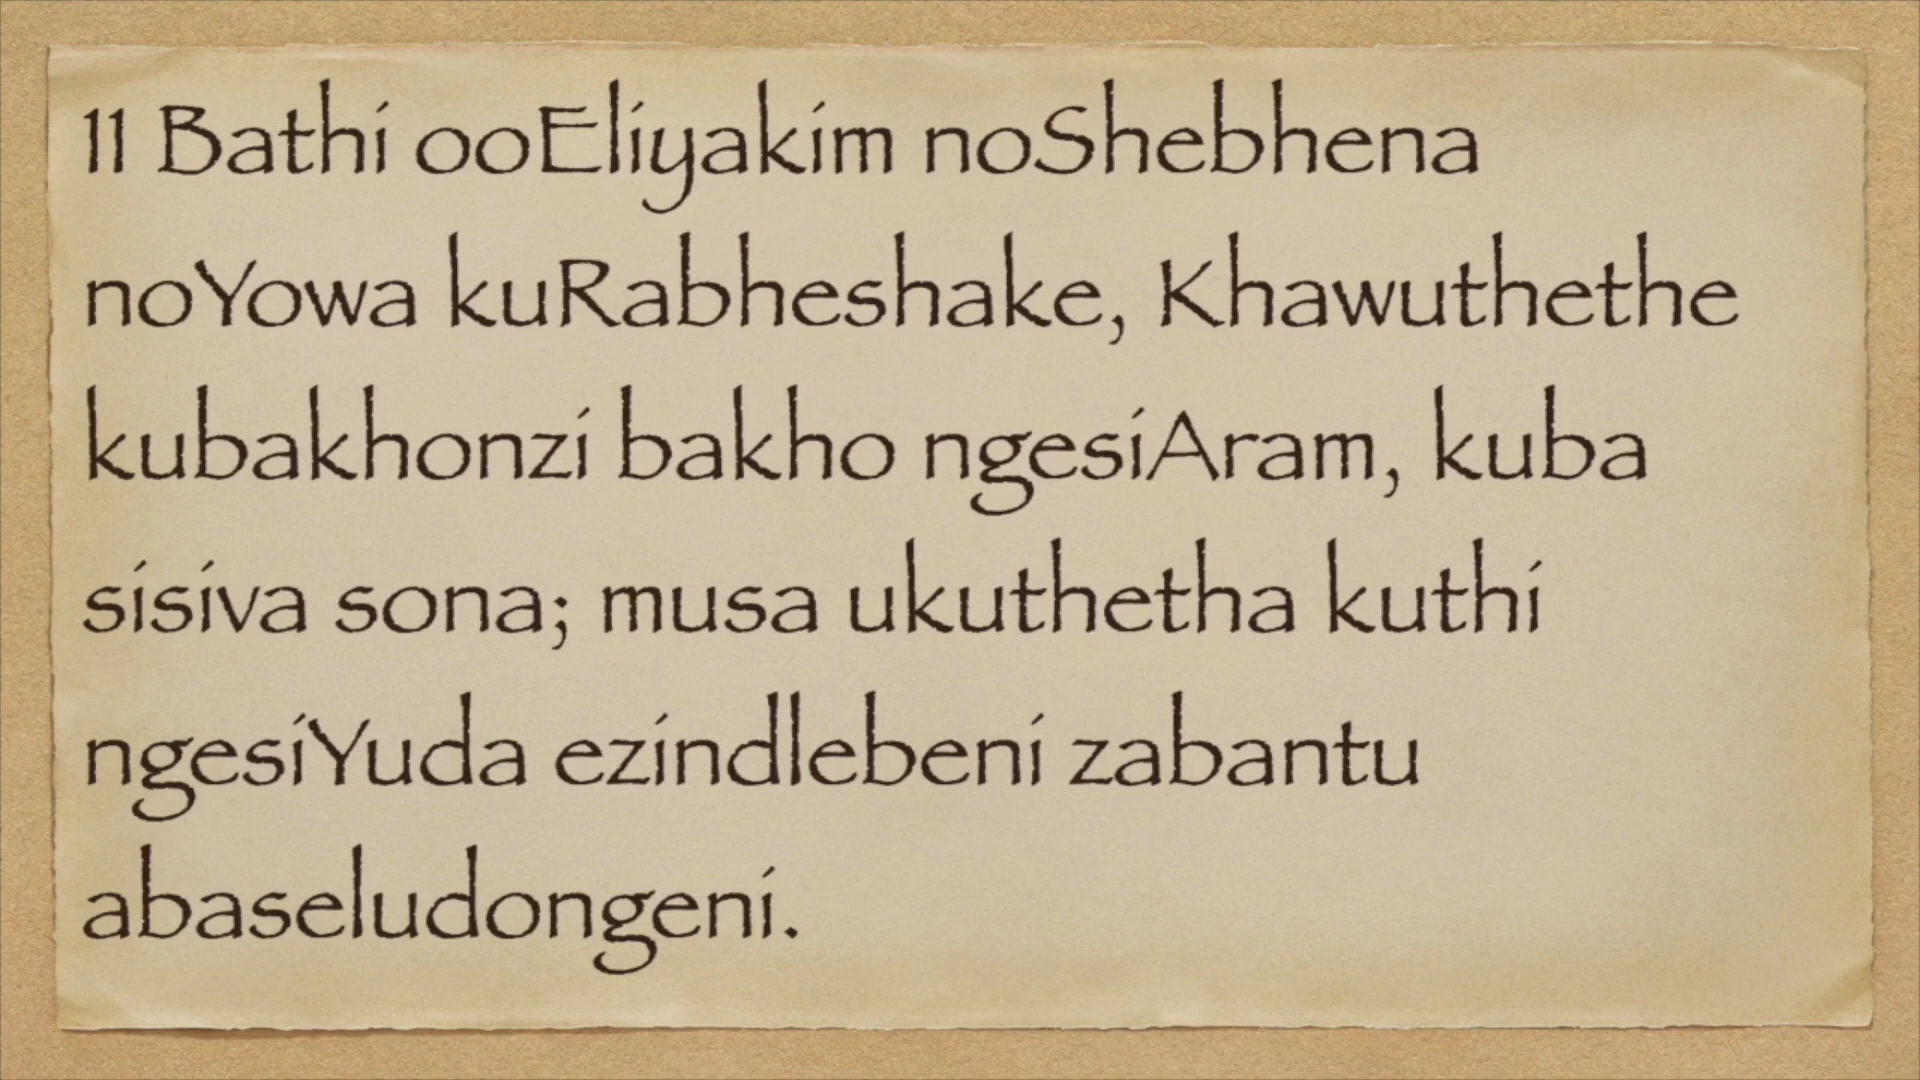 11 Bathi ooEliyakim noShebhena
noYowa kuRabheshake, Khawuthethe
kubakhonzi bakho ngesiAram, kuba
sisiva sona; musa ukuthetha kuthi
ngesiYuda ezindlebeni zabantu
abaseludongeni.